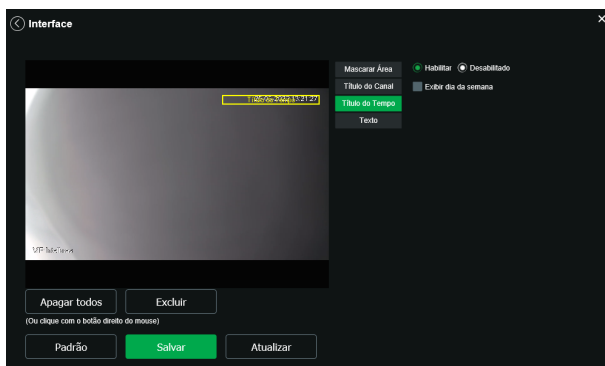 Interface
Mascarar Área
Habilitar
Desabilitado
Título do Canal
Exibir dia da semana
Título do Tempo
Texto
Apagar todos
Excluir
(Ou clique com o botão direito do mouse)
Padrão
Salvar
Atualizar